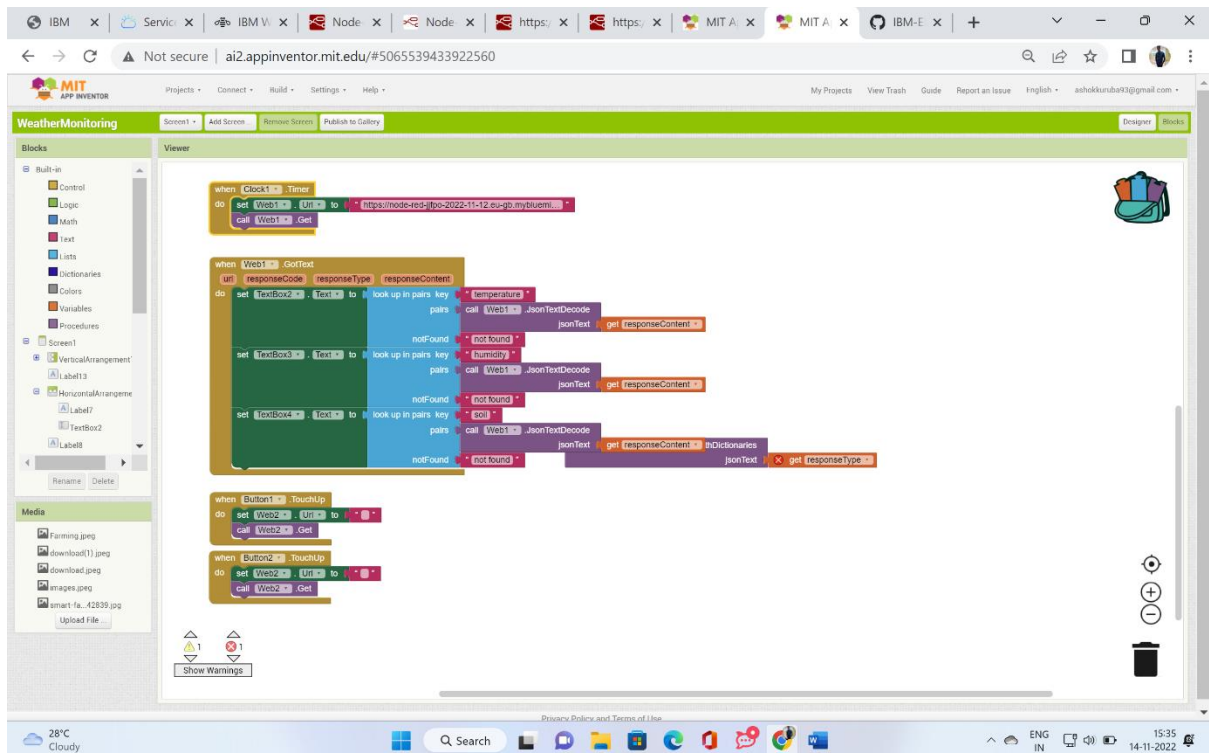 IBM
Servic
IBM W
Node-
Node-
https:/
https:/
MIT A
MIT A
IBM-E
Not secure | ai2.appinventor.mit.edu/#5065539433922560
MIT
APP INVENTOR
Projects Connect Build Settings Help
My Projects View Trash Guide Report an Issue English ashokkuruba93@gmail.com
WeatherMonitoring
Screen1 Add Screen ... Remove Screen Publish to Gallery
Designer Blocks
Blocks
Viewer
Built-in
Control
Logic
Math
Text
Lists
Dictionaries
Colors
Variables
Procedures
Screen1
VerticalArrangement
Label13
HorizontalArrangeme
Label7
TextBox2
Label8
Rename Delete
Media
Farming.jpeg
download(1).jpeg
download.jpeg
images.jpeg
smart-fa...42839.jpg
Upload File ...
when Clock1 .Timer
do set Web1 . Url to " https://node-red-jjfpo-2022-11-12.eu-gb.mybluemi... "
call Web1 .Get
when Web1 .GotText
url responseCode responseType responseContent
do set TextBox2 . Text to look up in pairs key " temperature "
pairs call Web1 .JsonTextDecode
jsonText get responseContent
notFound " not found "
set TextBox3 . Text to look up in pairs key " humidity "
pairs call Web1 .JsonTextDecode
jsonText get responseContent
notFound " not found "
set TextBox4 . Text to look up in pairs key " soil "
pairs call Web1 .JsonTextDecode
jsonText get responseContent thDictionaries
notFound " not found " jsonText get responseType
when Button1 .TouchUp
do set Web2 . Url to " "
call Web2 .Get
when Button2 .TouchUp
do set Web2 . Url to " "
call Web2 .Get
1 1
Show Warnings
Privacy Policy and Terms of Use
28°C
Cloudy
Search
ENG
IN
15:35
14-11-2022